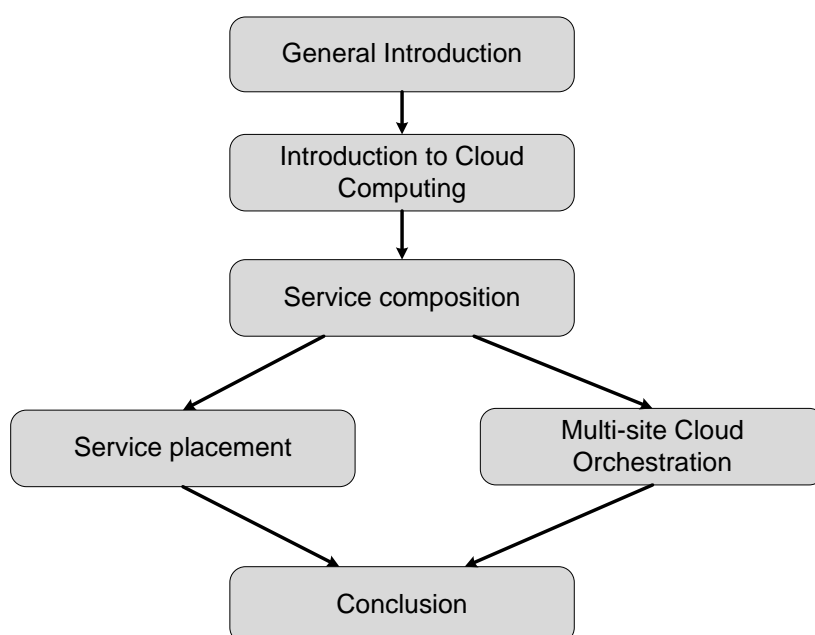 General Introduction
Introduction to Cloud
Computing
Service composition
Service placement
Multi-site Cloud
Orchestration
Conclusion